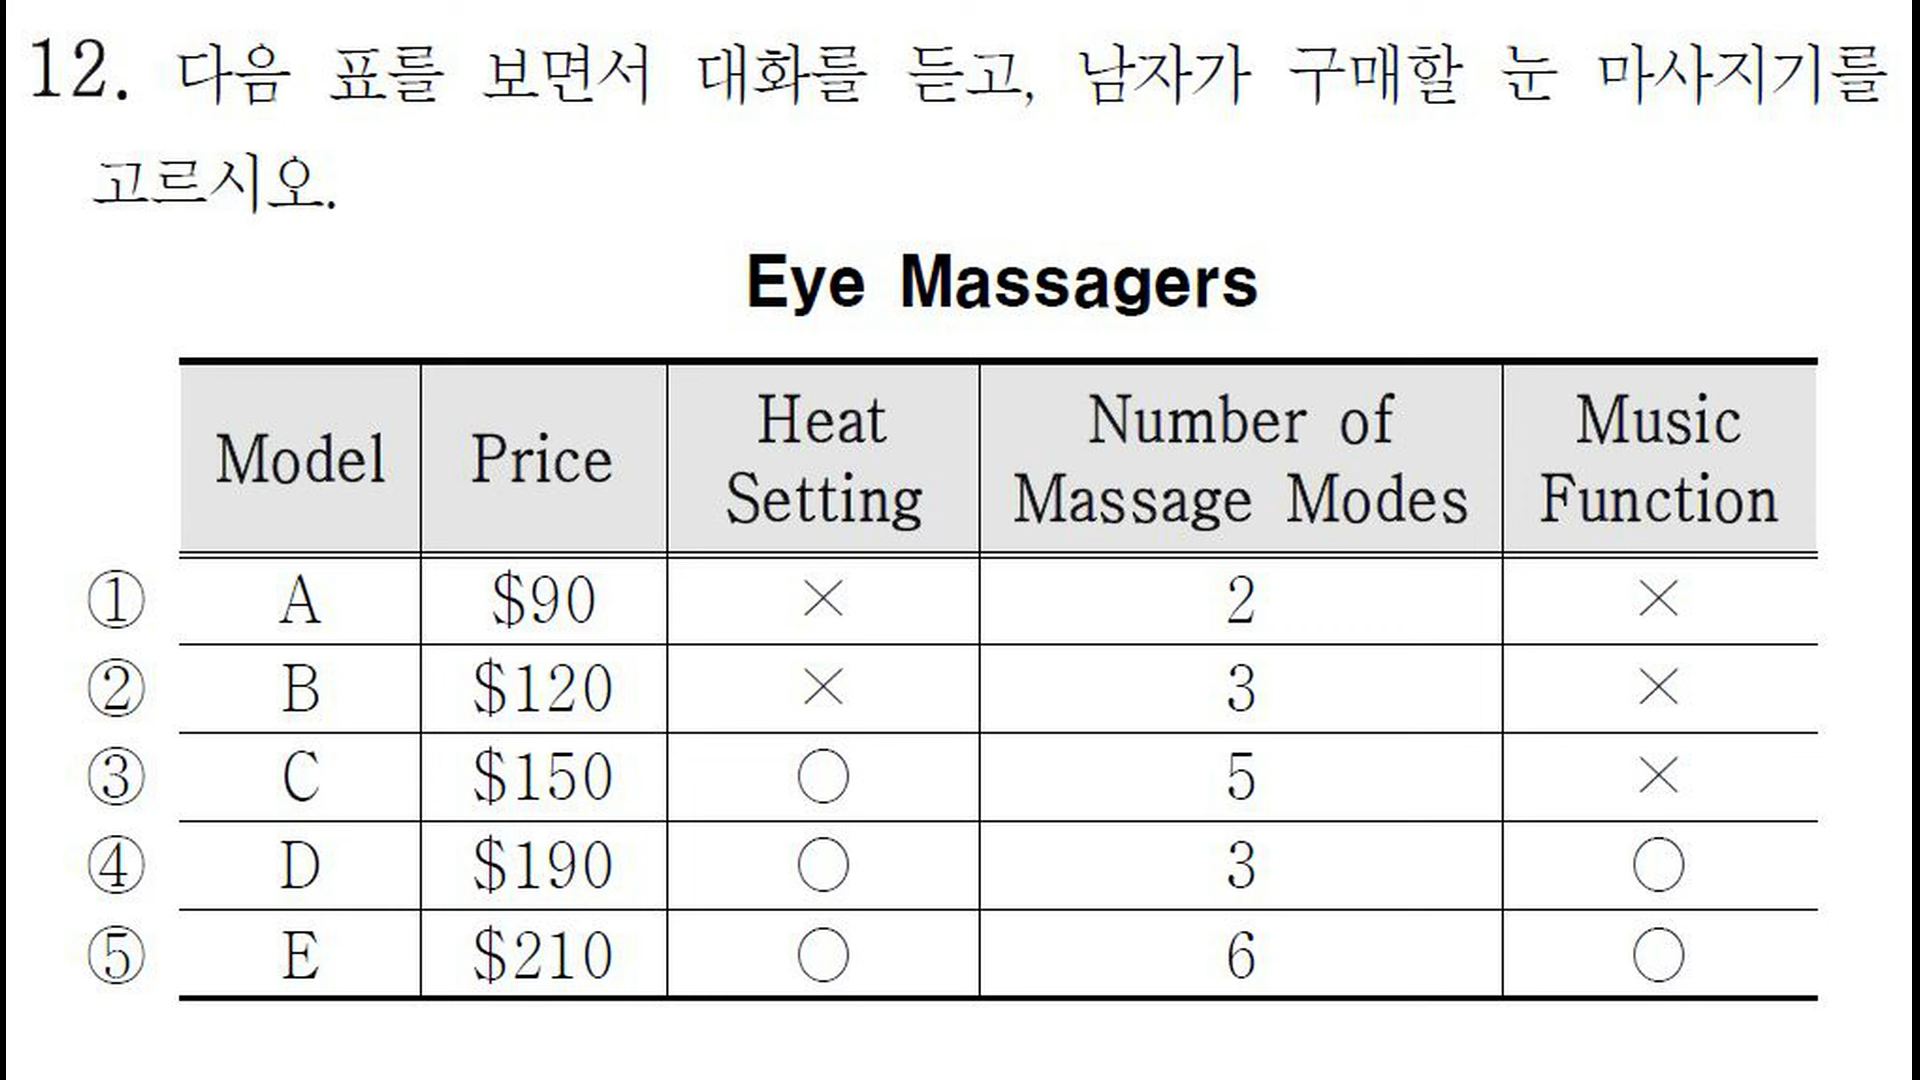 12. 다음 표를 보면서 대화를 듣고, 남자가 구매할 눈 마사지기를
고르시오.
Eye Massagers
Model Price Heat Setting Number of Massage Modes Music Function
① A $90 × 2 ×
② B $120 × 3 ×
③ C $150 ○ 5 ×
④ D $190 ○ 3 ○
⑤ E $210 ○ 6 ○